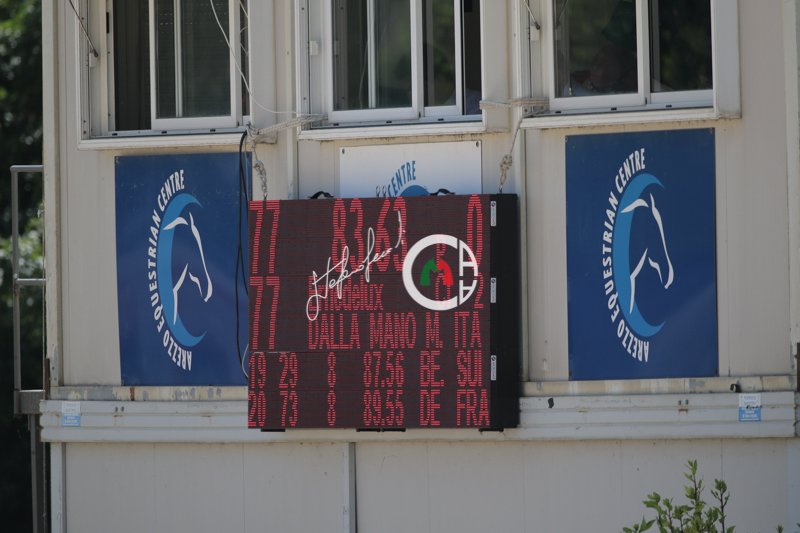 AREZZO EQUESTRIAN CENTRE
AREZZO EQUESTRIAN CENTRE
77 83.63 0
77
DALLA MANO M. ITA
19 29 8 87.56 BE SUI
20 73 8 89.55 DE FRA